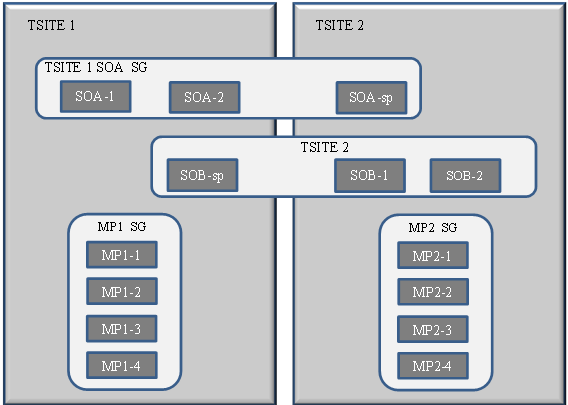 TSITE 1
TSITE 2
TSITE 1 SOA SG
SOA-1
SOA-2
SOA-sp
TSITE 2
SOB-sp
SOB-1
SOB-2
MP1 SG
MP1-1
MP1-2
MP1-3
MP1-4
MP2 SG
MP2-1
MP2-2
MP2-3
MP2-4